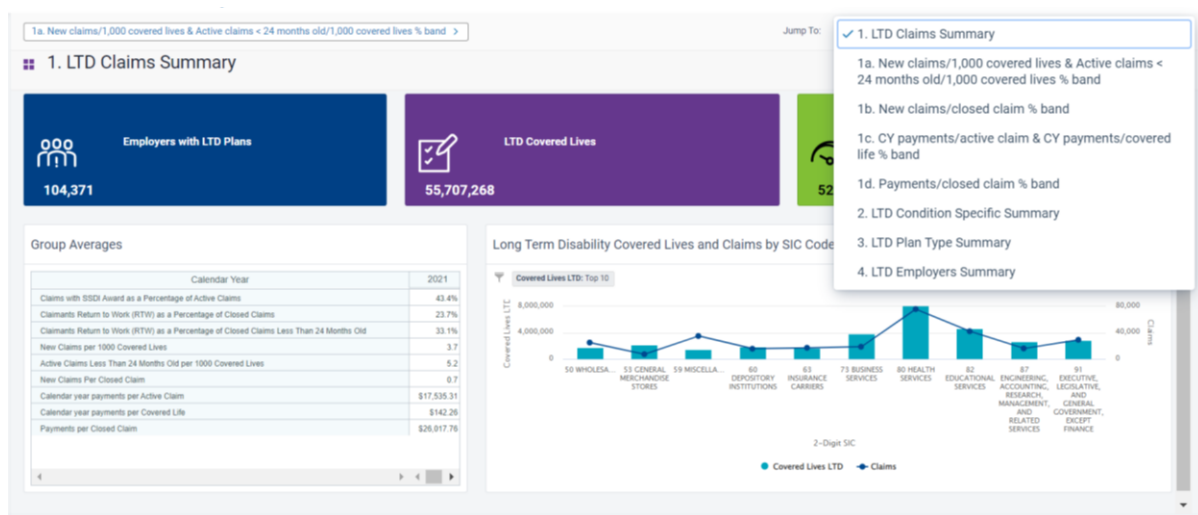 1a. New claims/1,000 covered lives & Active claims < 24 months old/1,000 covered lives % band >
Jump To:
1. LTD Claims Summary
1a. New claims/1,000 covered lives & Active claims <
24 months old/1,000 covered lives % band
1b. New claims/closed claim % band
1c. CY payments/active claim & CY payments/covered
life % band
1d. Payments/closed claim % band
2. LTD Condition Specific Summary
3. LTD Plan Type Summary
4. LTD Employers Summary
1. LTD Claims Summary
Employers with LTD Plans
104,371
LTD Covered Lives
55,707,268
52
Group Averages
Calendar Year 2021
Claims with SSDI Award as a Percentage of Active Claims 43.4%
Claimants Return to Work (RTW) as a Percentage of Closed Claims 23.7%
Claimants Return to Work (RTW) as a Percentage of Closed Claims Less Than 24 Months Old 33.1%
New Claims per 1000 Covered Lives 3.7
Active Claims Less Than 24 Months Old per 1000 Covered Lives 5.2
New Claims Per Closed Claim 0.7
Calendar year payments per Active Claim $17,535.31
Calendar year payments per Covered Life $142.26
Payments per Closed Claim $26,017.76
Long Term Disability Covered Lives and Claims by SIC Code
Covered Lives LTD: Top 10
Covered Lives LTD
8,000,000
4,000,000
0
80,000
40,000
0
Claims
50 WHOLESA...
53 GENERAL
MERCHANDISE
STORES
59 MISCELLA...
60
DEPOSITORY
INSTITUTIONS
63
INSURANCE
CARRIERS
73 BUSINESS
SERVICES
80 HEALTH
SERVICES
82
EDUCATIONAL
SERVICES
87
ENGINEERING,
ACCOUNTING,
RESEARCH,
MANAGEMENT,
AND
RELATED
SERVICES
91
EXECUTIVE,
LEGISLATIVE,
AND
GENERAL
GOVERNMENT,
EXCEPT
FINANCE
2-Digit SIC
Covered Lives LTD
Claims